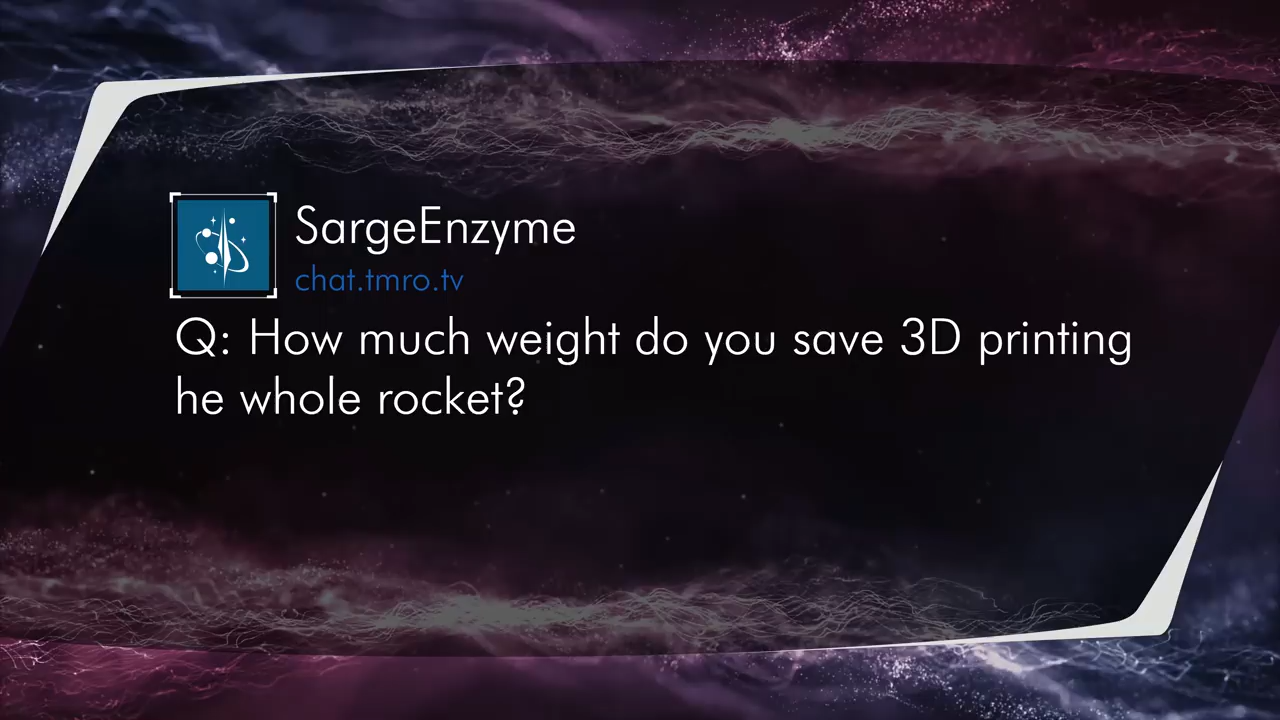 SargeEnzyme
chat.tmro.tv
Q: How much weight do you save 3D printing
he whole rocket?